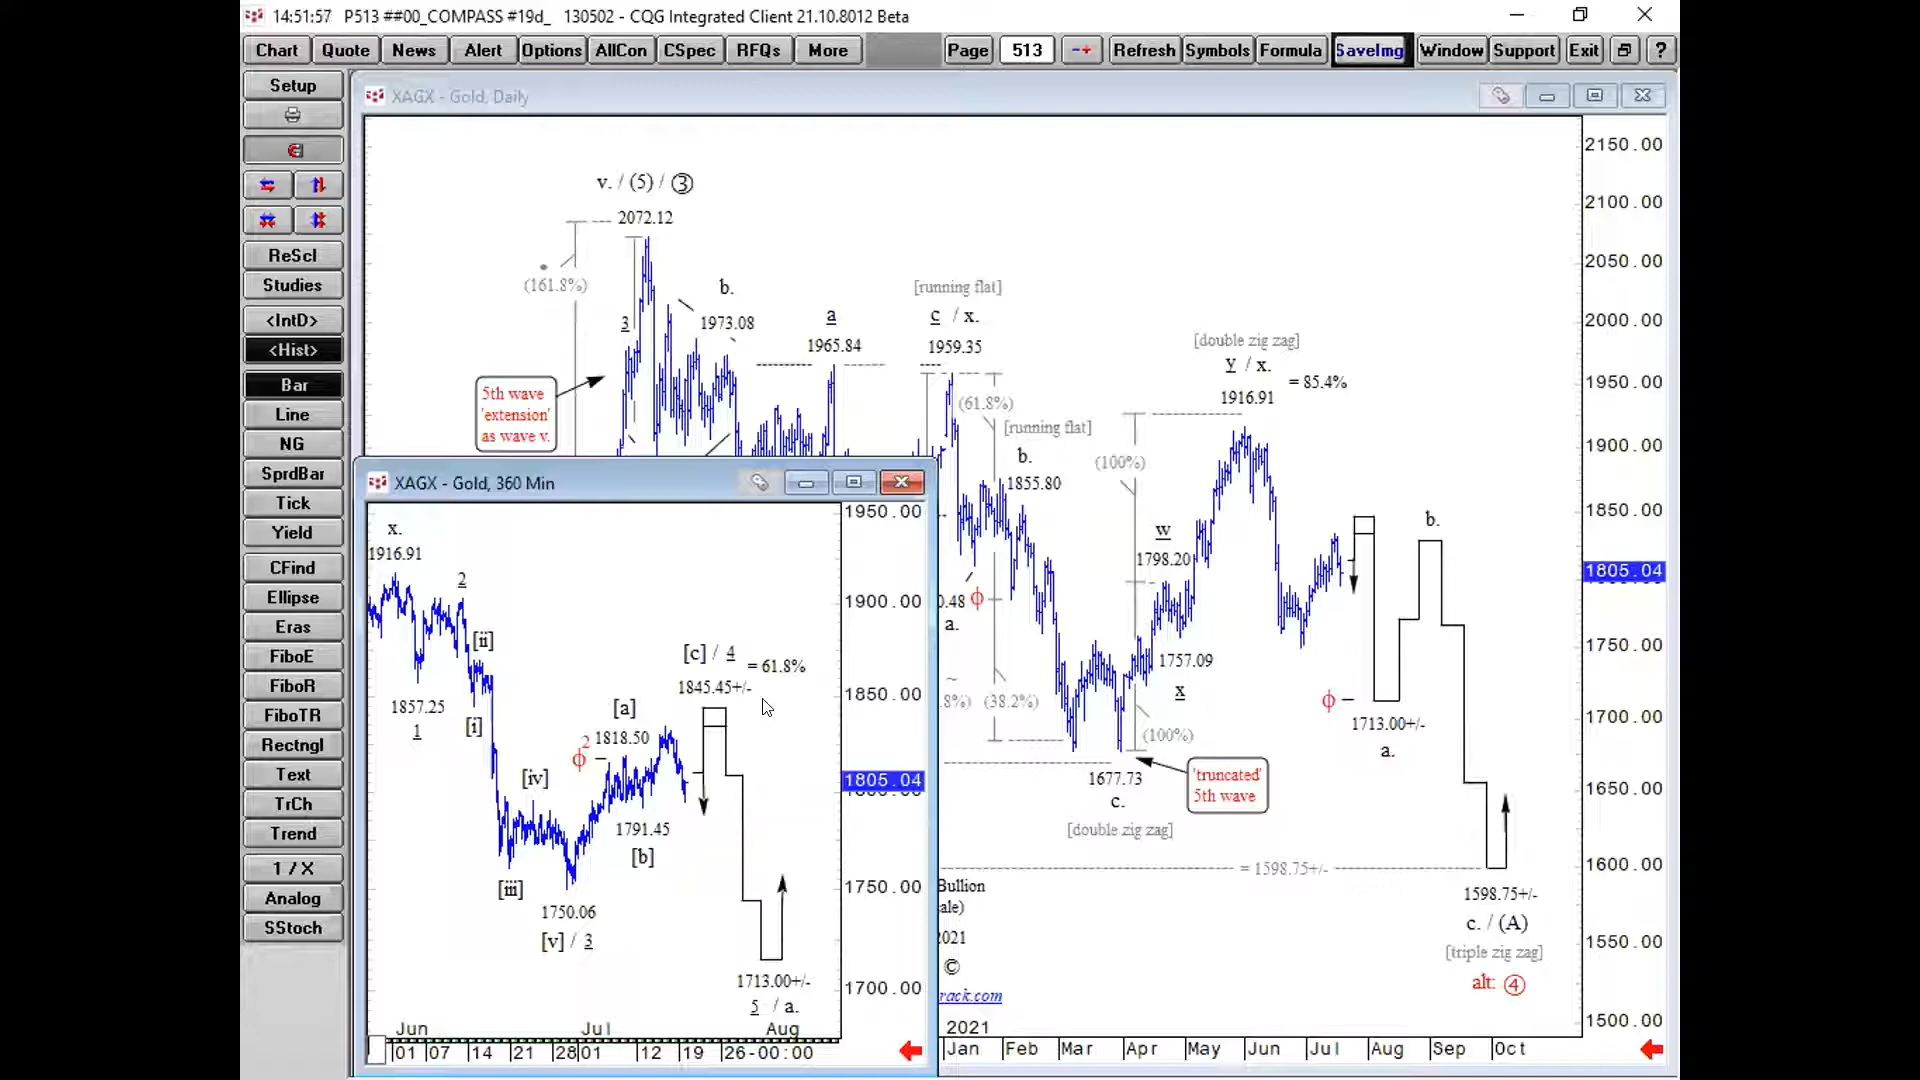 14:51:57 P513 ##00_COMPASS #19d_ 130502 - CQG Integrated Client 21.10.8012 Beta
Chart Quote News Alert Options AllCon CSpec RFQs More Page 513 -+ Refresh Symbols Formula SaveImg Window Support Exit ?
Setup
ReScl
Studies
<IntD>
<Hist>
Bar
Line
NG
SprdBar
Tick
Yield
CFind
Ellipse
Eras
FiboE
FiboR
FiboTR
Rectngl
Text
TrCh
Trend
1 / X
Analog
SStoch
XAGX - Gold, Daily
v. / (5) / ③
2072.12
(161.8%)
3
5th wave
'extension'
as wave v.
b.
1973.08
a
1965.84
[running flat]
c / x.
1959.35
(61.8%)
[running flat]
b.
1855.80
[double zig zag]
y / x.
= 85.4%
1916.91
(100%)
w
1798.20
1757.09
x
(100%)
0.48 ϕ
a.
.8%) (38.2%)
1677.73
c.
[double zig zag]
'truncated'
5th wave
b.
ϕ
1713.00+/-
a.
= 1598.75+/-
1598.75+/-
c. / (A)
[triple zig zag]
alt: ④
Bullion
ale)
2021
©
rack.com
2150.00
2100.00
2050.00
2000.00
1950.00
1900.00
1850.00
1805.04
1750.00
1700.00
1650.00
1600.00
1550.00
1500.00
2021
Jan Feb Mar Apr May Jun Jul Aug Sep Oct
XAGX - Gold, 360 Min
x.
1916.91
2
[ii]
1857.25
1
[i]
[iv]
[iii]
1750.06
[v] / 3
[a]
1818.50
ϕ2
1791.45
[b]
[c] / 4
= 61.8%
1845.45+/-
1713.00+/-
5 / a.
1950.00
1900.00
1850.00
1805.04
1750.00
1700.00
Jun Jul Aug
01 07 14 21 28 01 12 19 26-00:00